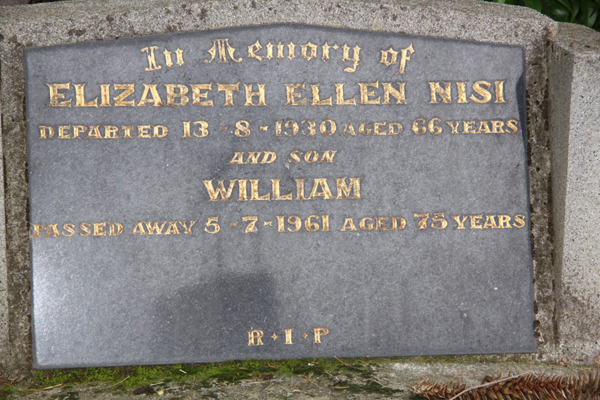 In Memory of
ELIZABETH ELLEN NISI
DEPARTED 13-8-1930 AGED 66 YEARS
AND SON
WILLIAM
PASSED AWAY 5-7-1961 AGED 75 YEARS
R·I·P